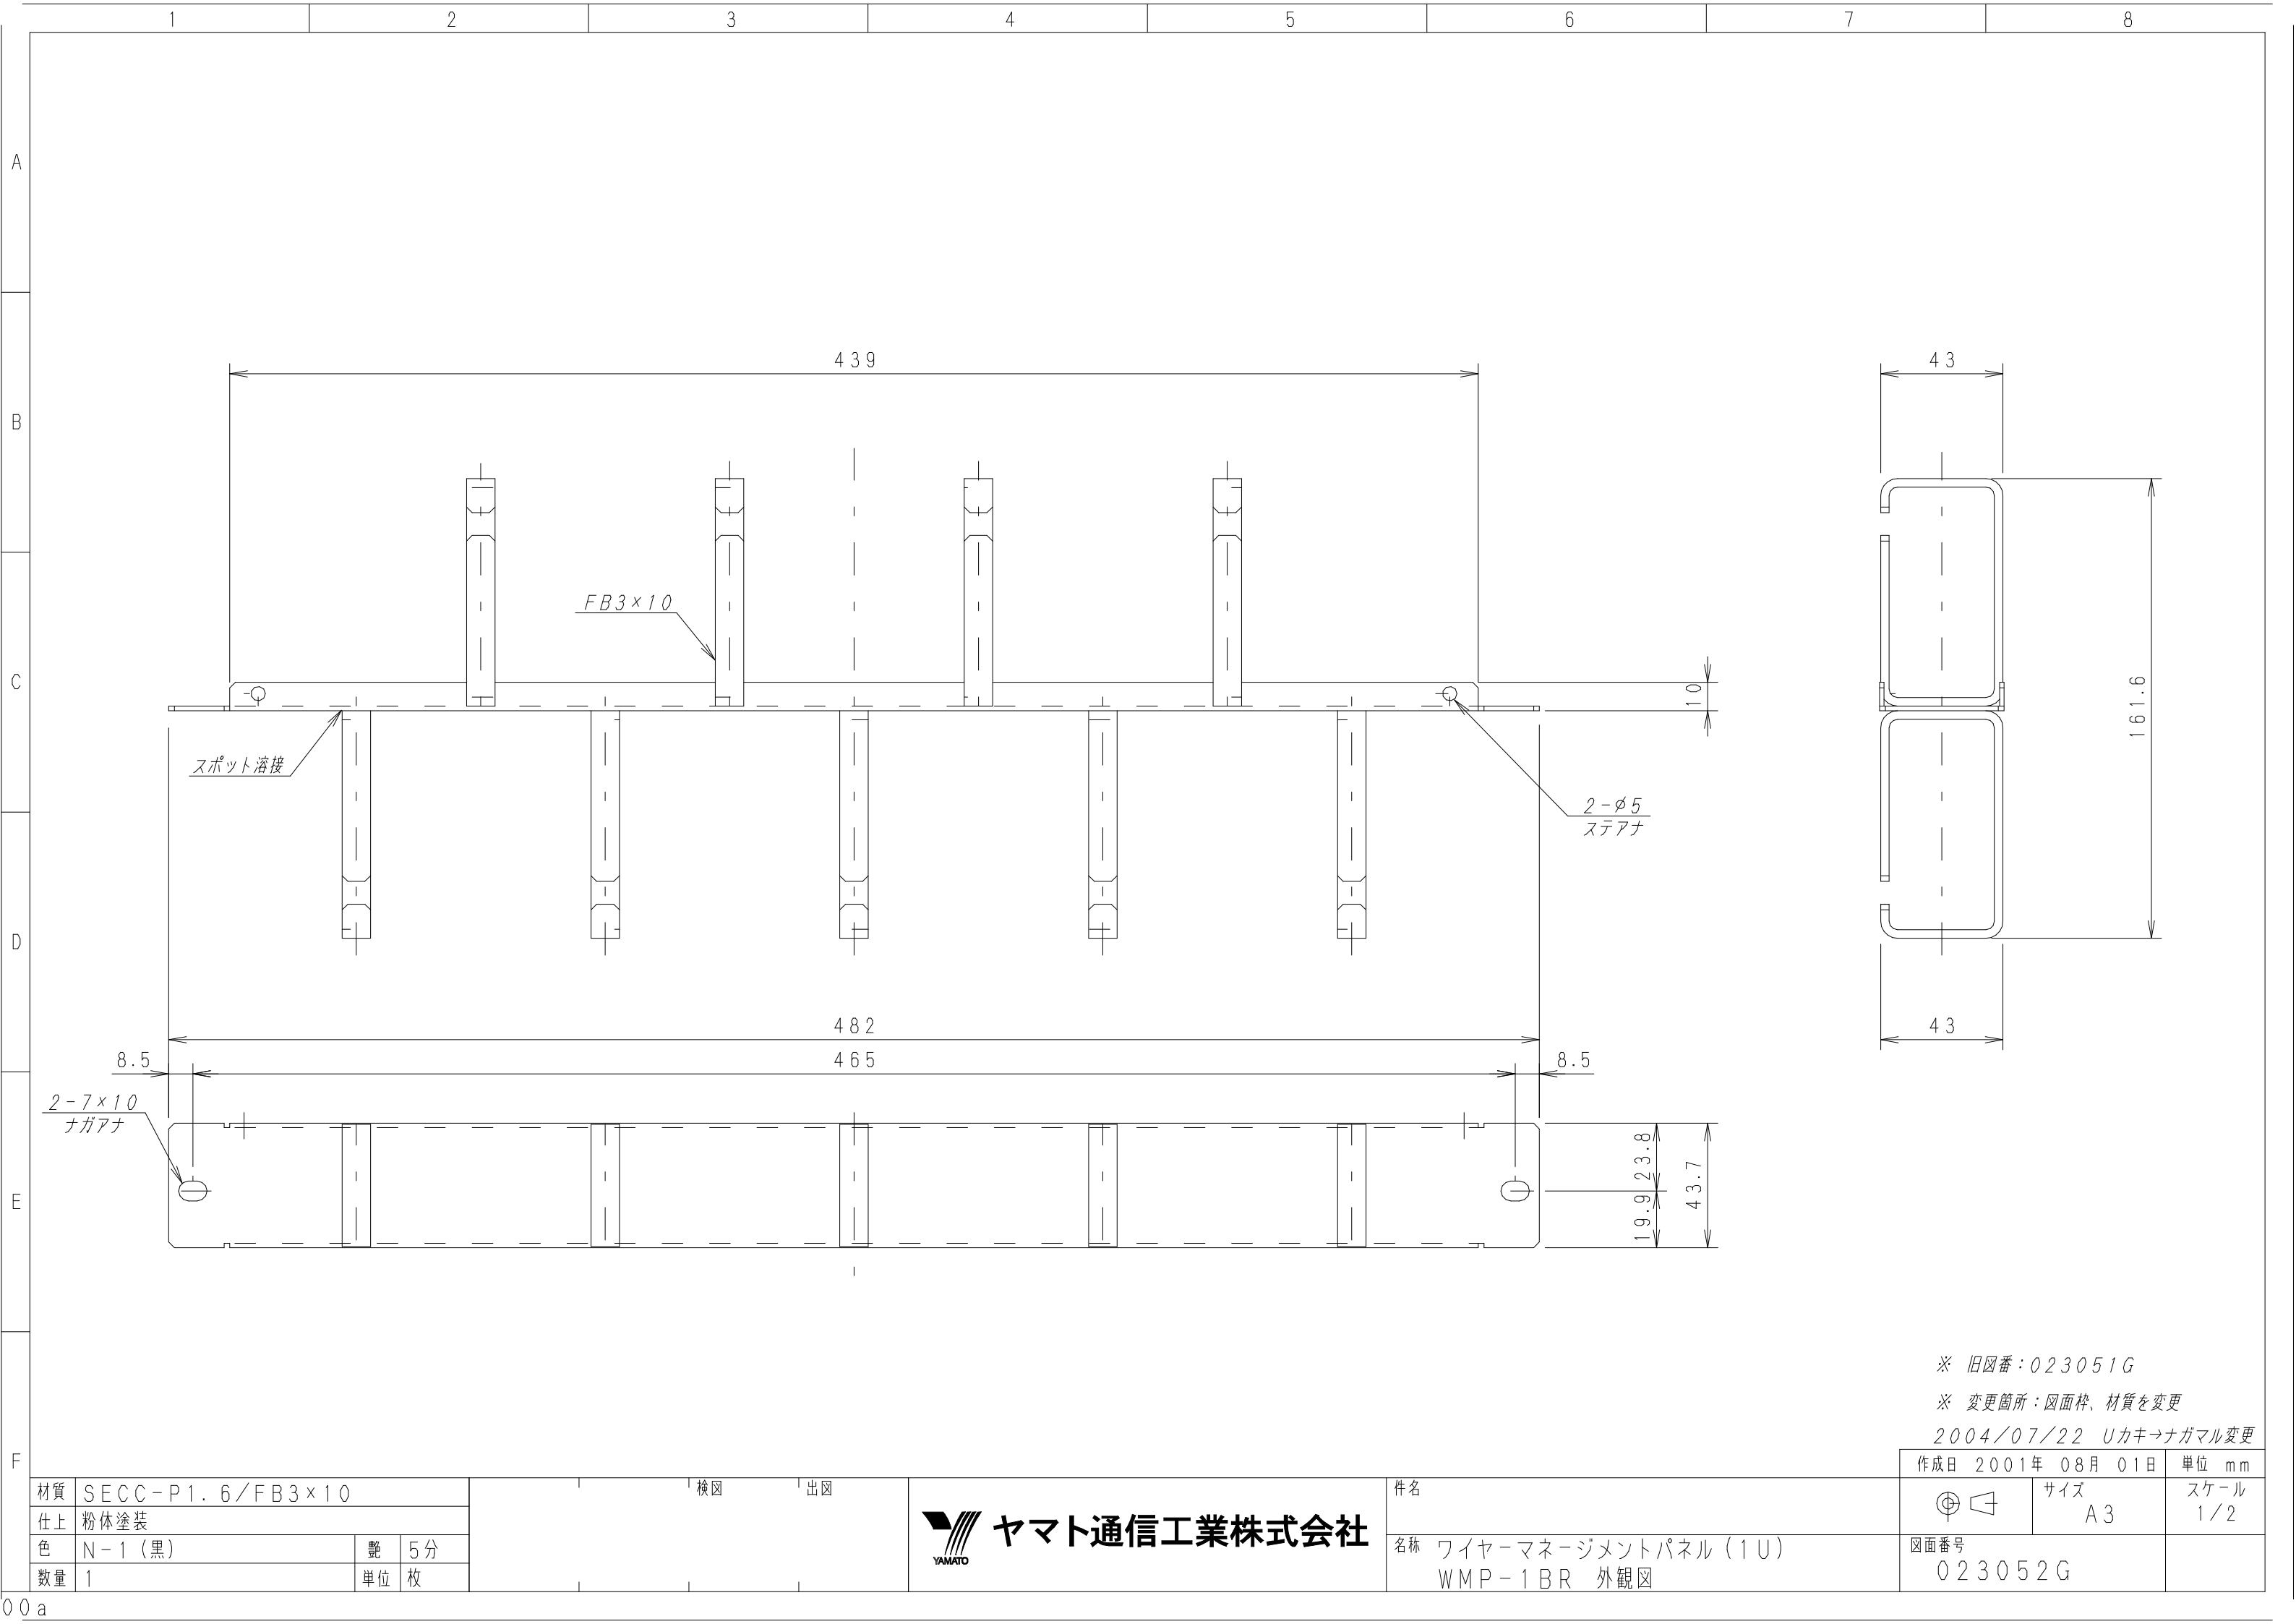 1 2 3 4 5 6 7 8
A
B
C
D
E
F
439
43
FB3×10
10
161.6
スポット溶接
2-φ5
ステアナ
482
43
8.5
465
8.5
2-7×10
ナガアナ
23.8
19.9
43.7
※ 旧図番:023051G
※ 変更箇所:図面枠、材質を変更
2004/07/22 Uカキ→ナガマル変更
作成日 2001年 08月 01日
単位 mm
サイズ
A3
スケール
1/2
図面番号
023052G
材質 SECC-P1.6/FB3×10
仕上 粉体塗装
色 N-1(黒) 艶 5分
数量 1 単位 枚
検図
出図
YAMATO
ヤマト通信工業株式会社
件名
名称 ワイヤーマネージメントパネル(1U)
WMP-1BR 外観図
00a